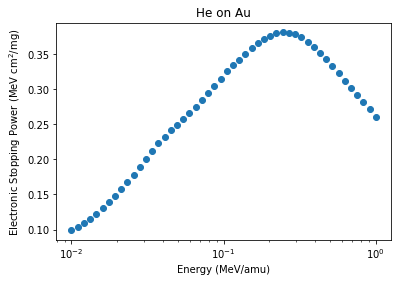 He on Au
Electronic Stopping Power (MeV cm²/mg)
0.35
0.30
0.25
0.20
0.15
0.10
10⁻² 10⁻¹ 10⁰
Energy (MeV/amu)